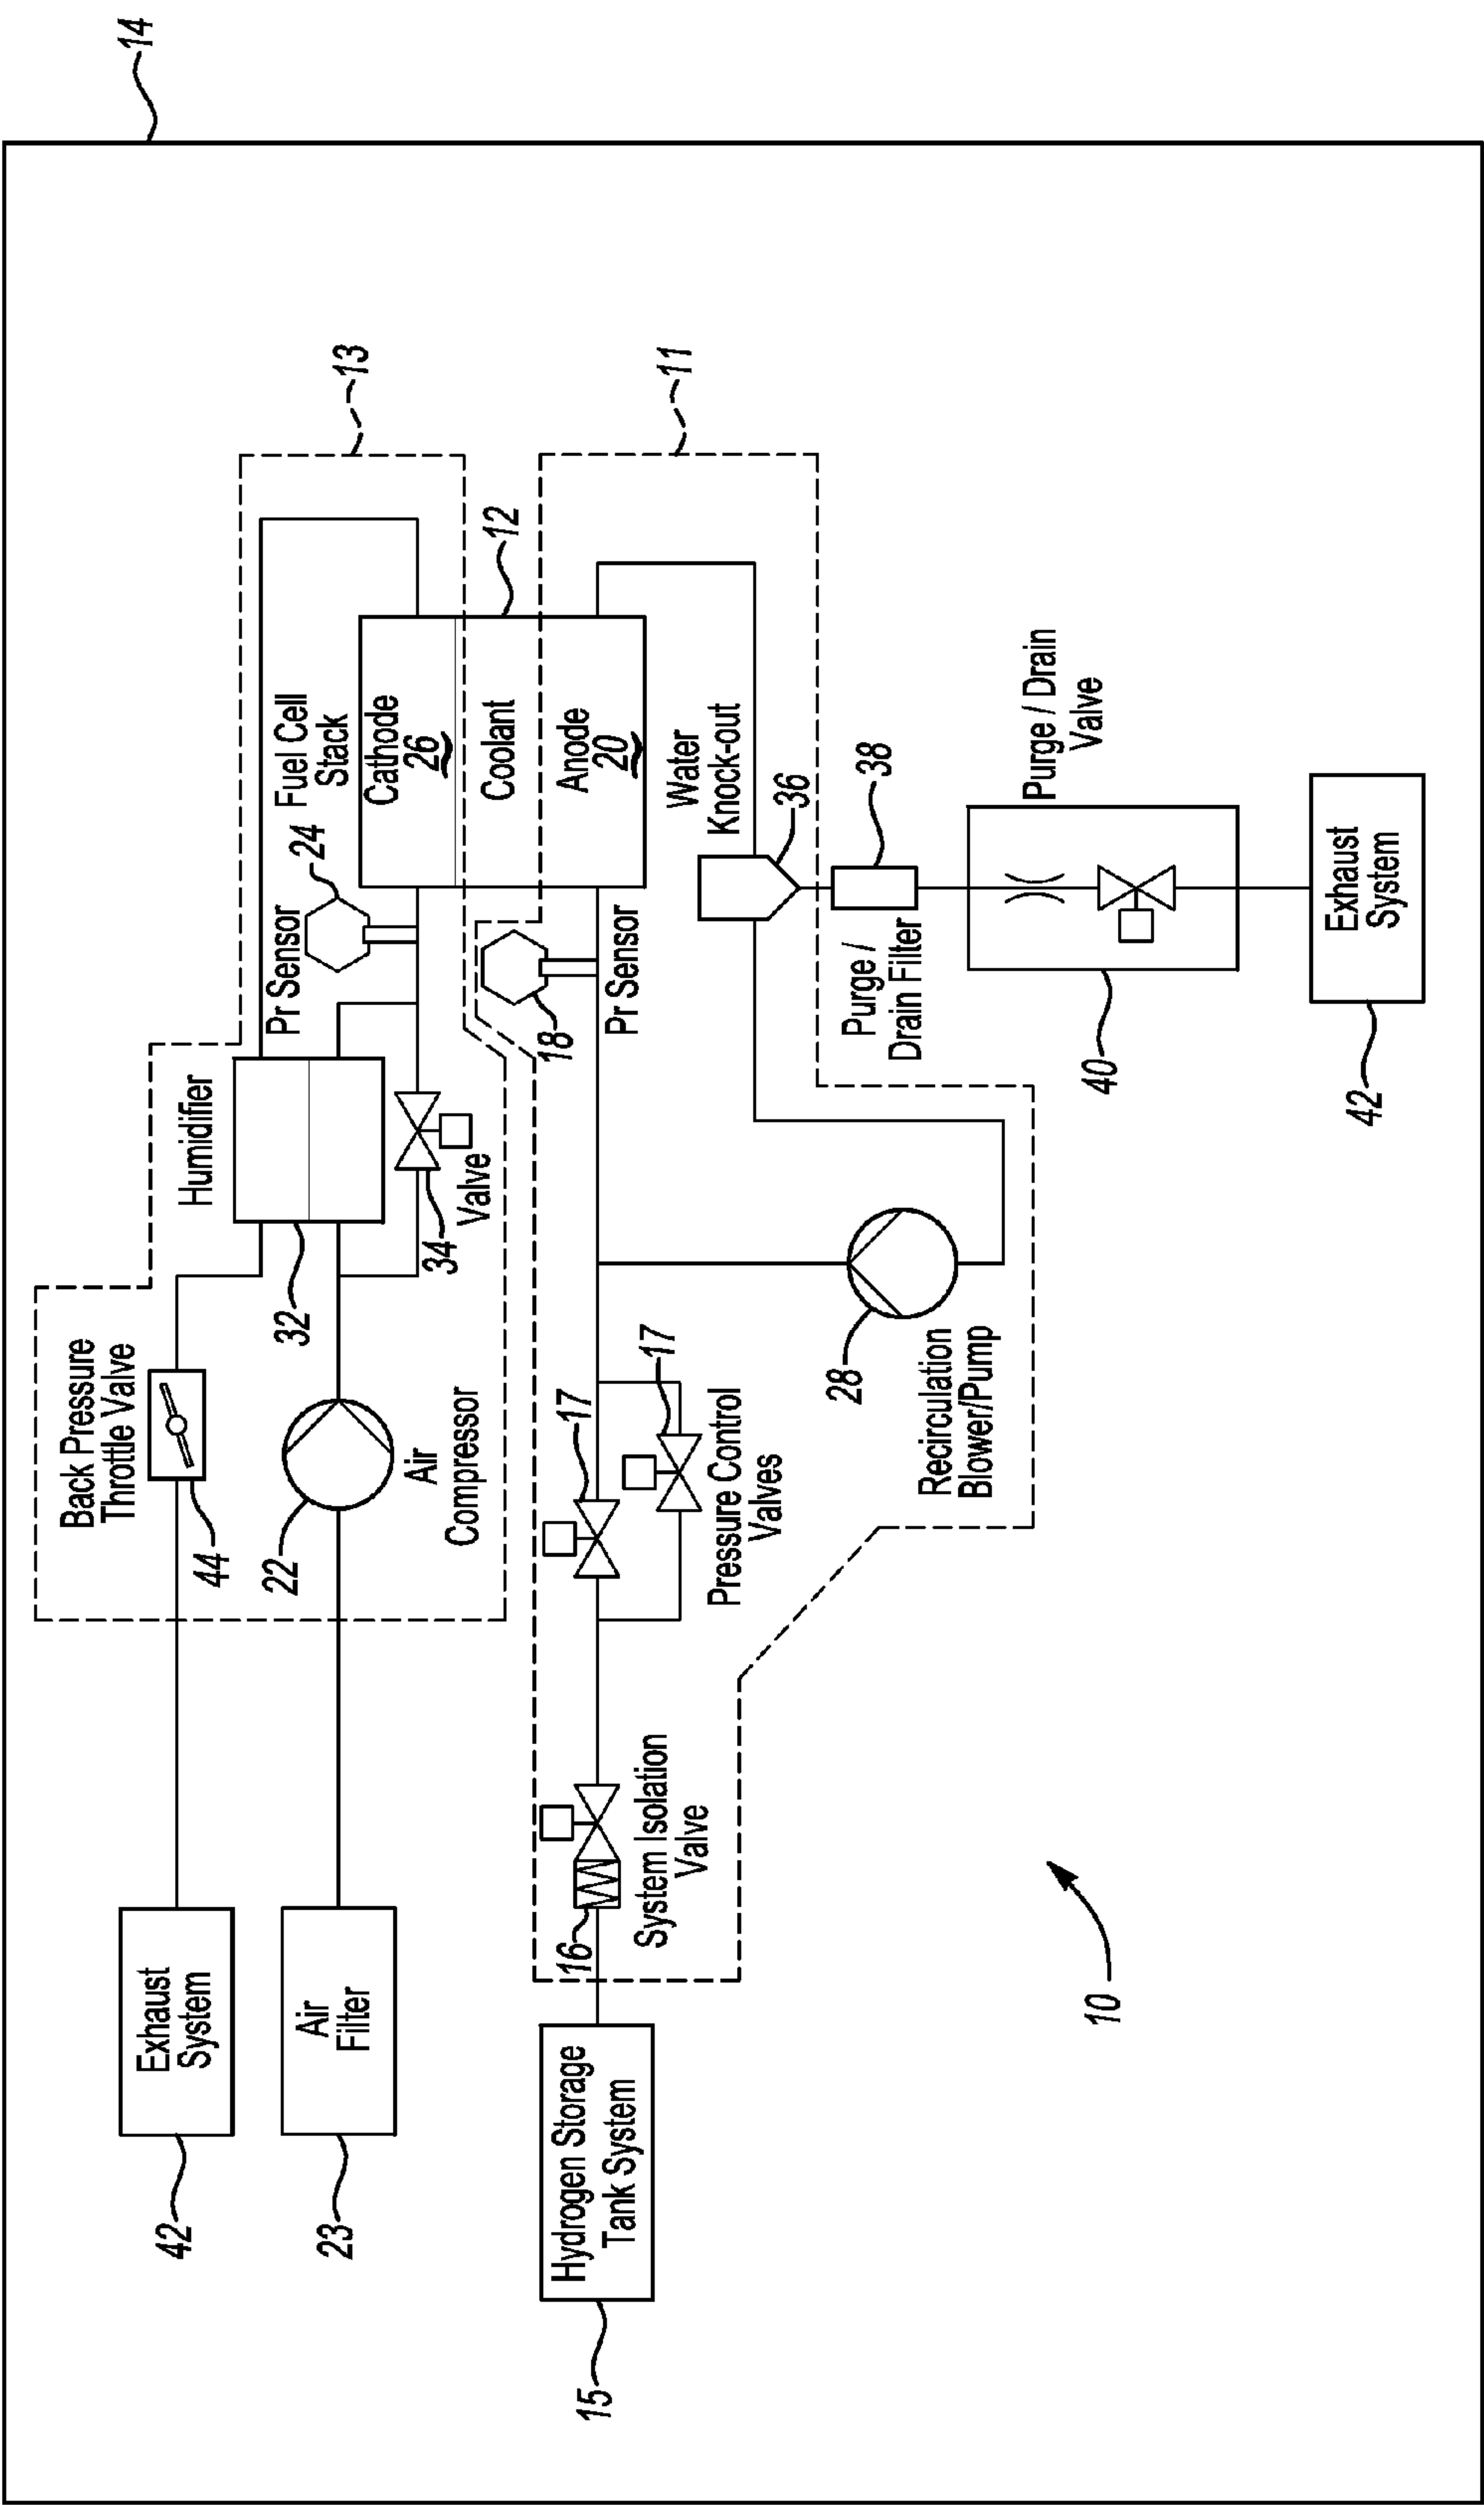 14
13
11
12
Fuel Cell
Stack
Cathode
26
Coolant
Anode
20
Water
Knock-out
36
38
Purge / Drain
Valve
24
Pr Sensor
18
Pr Sensor
Purge /
Drain Filter
40
Exhaust
System
42
Humidifier
32
34
Valve
Back Pressure
Throttle Valve
44
22
Air
Compressor
17
17
Pressure Control
Valves
28
Recirculation
Blower/Pump
16
System Isolation
Valve
10
Exhaust
System
42
Air
Filter
23
Hydrogen Storage
Tank System
15